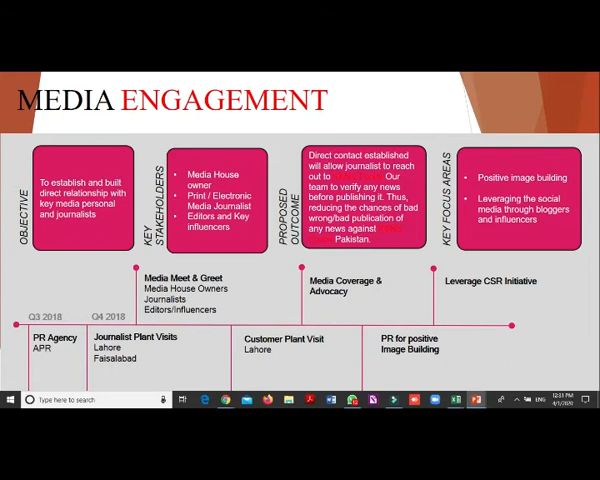 MEDIA ENGAGEMENT
OBJECTIVE
To establish and built
direct relationship with
key media personal
and journalists
KEY
STAKEHOLDERS
• Media House
owner
• Print / Electronic
Media Journalist
• Editors and Key
influencers
PROPOSED
OUTCOME
Direct contact established
will allow journalist to reach
out to Our
team to verify any news
before publishing it. Thus,
reducing the chances of bad
wrong/bad publication of
any news against
Pakistan.
KEY FOCUS AREAS
• Positive image building
• Leveraging the social
media through bloggers
and influencers
Media Meet & Greet
Media House Owners
Journalists
Editors/Influencers
Media Coverage &
Advocacy
Leverage CSR Initiative
Q3 2018
Q4 2018
PR Agency
APR
Journalist Plant Visits
Lahore
Faisalabad
Customer Plant Visit
Lahore
PR for positive
Image Building
Type here to search
ENG
12:31 PM
4/1/2020